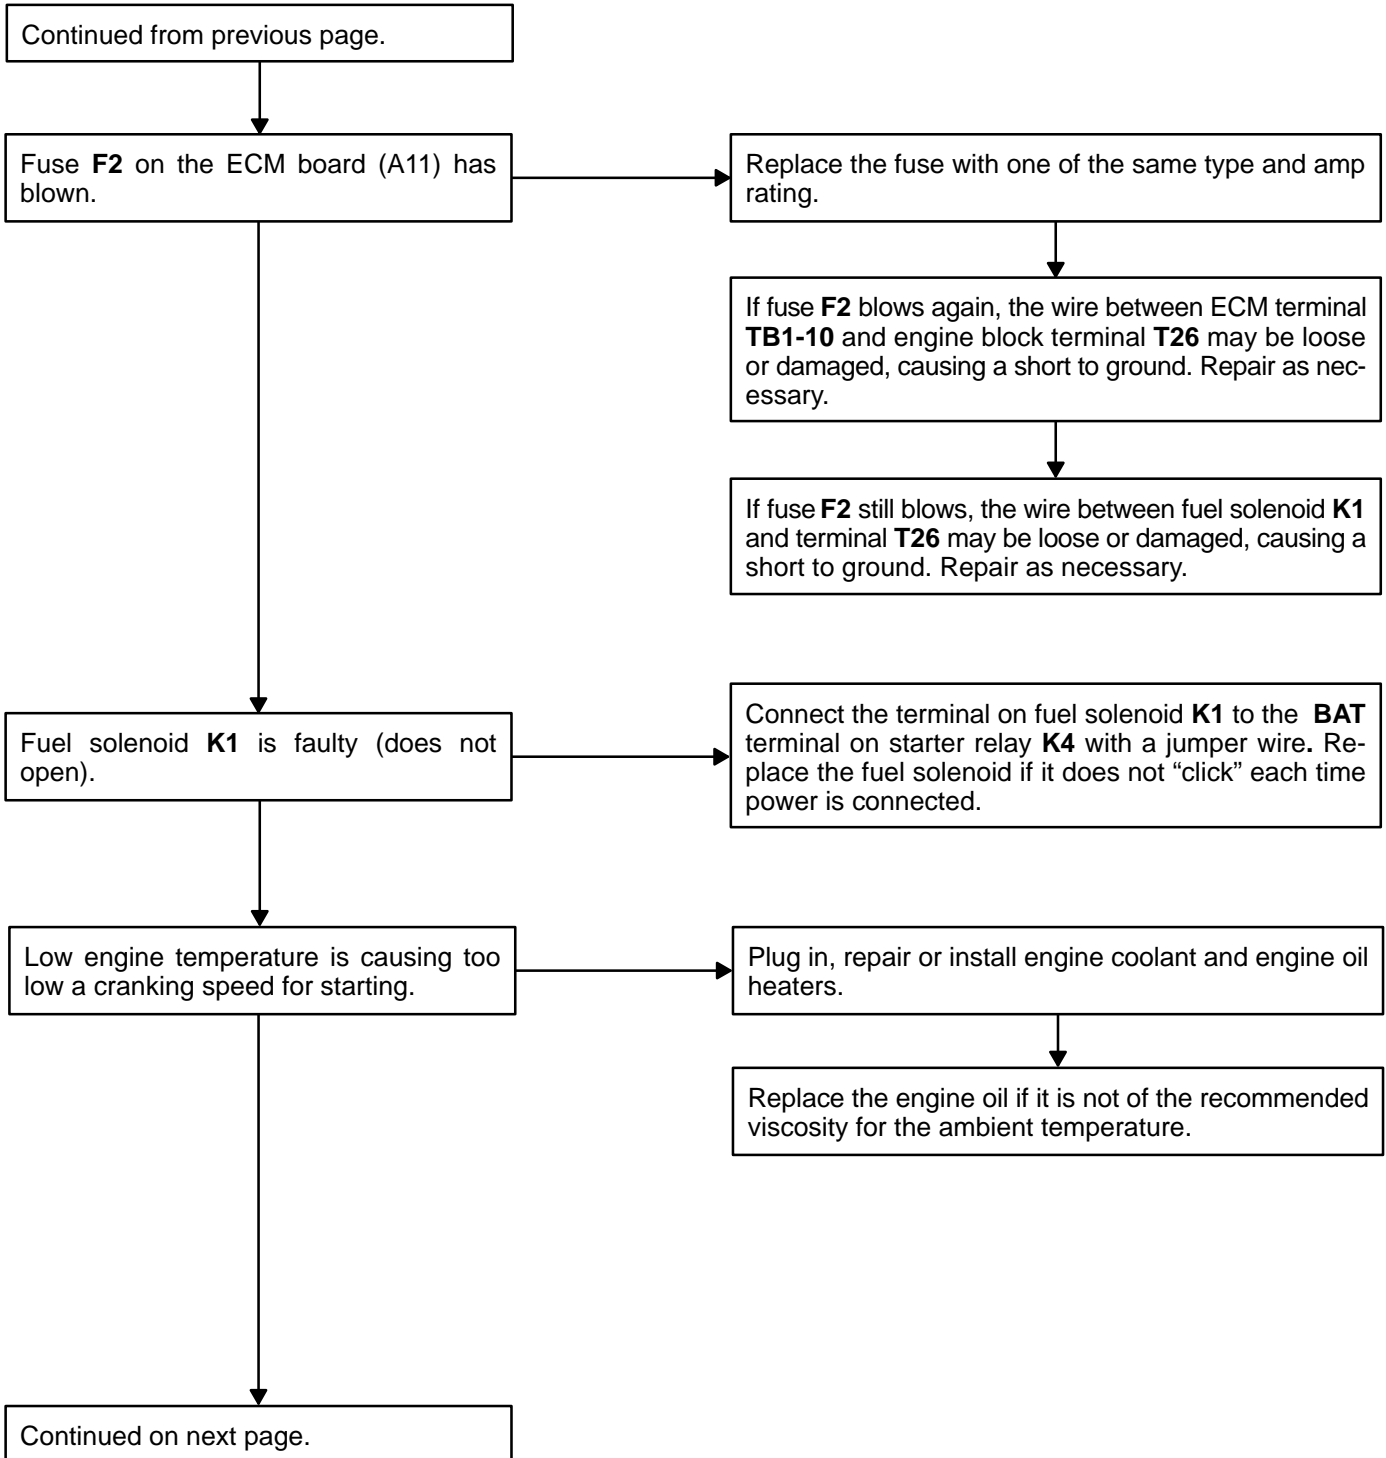 Continued from previous page.
Fuse F2 on the ECM board (A11) has
blown.
Replace the fuse with one of the same type and amp
rating.
If fuse F2 blows again, the wire between ECM terminal
TB1-10 and engine block terminal T26 may be loose
or damaged, causing a short to ground. Repair as nec-
essary.
If fuse F2 still blows, the wire between fuel solenoid K1
and terminal T26 may be loose or damaged, causing a
short to ground. Repair as necessary.
Fuel solenoid K1 is faulty (does not
open).
Connect the terminal on fuel solenoid K1 to the BAT
terminal on starter relay K4 with a jumper wire. Re-
place the fuel solenoid if it does not “click” each time
power is connected.
Low engine temperature is causing too
low a cranking speed for starting.
Plug in, repair or install engine coolant and engine oil
heaters.
Replace the engine oil if it is not of the recommended
viscosity for the ambient temperature.
Continued on next page.